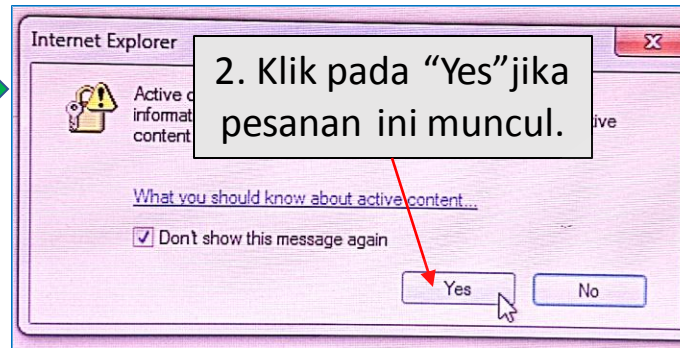 Internet Explorer
2. Klik pada “Yes”jika
pesanan ini muncul.
Active
informat
content
What you should know about active content...
Don't show this message again
Yes
No